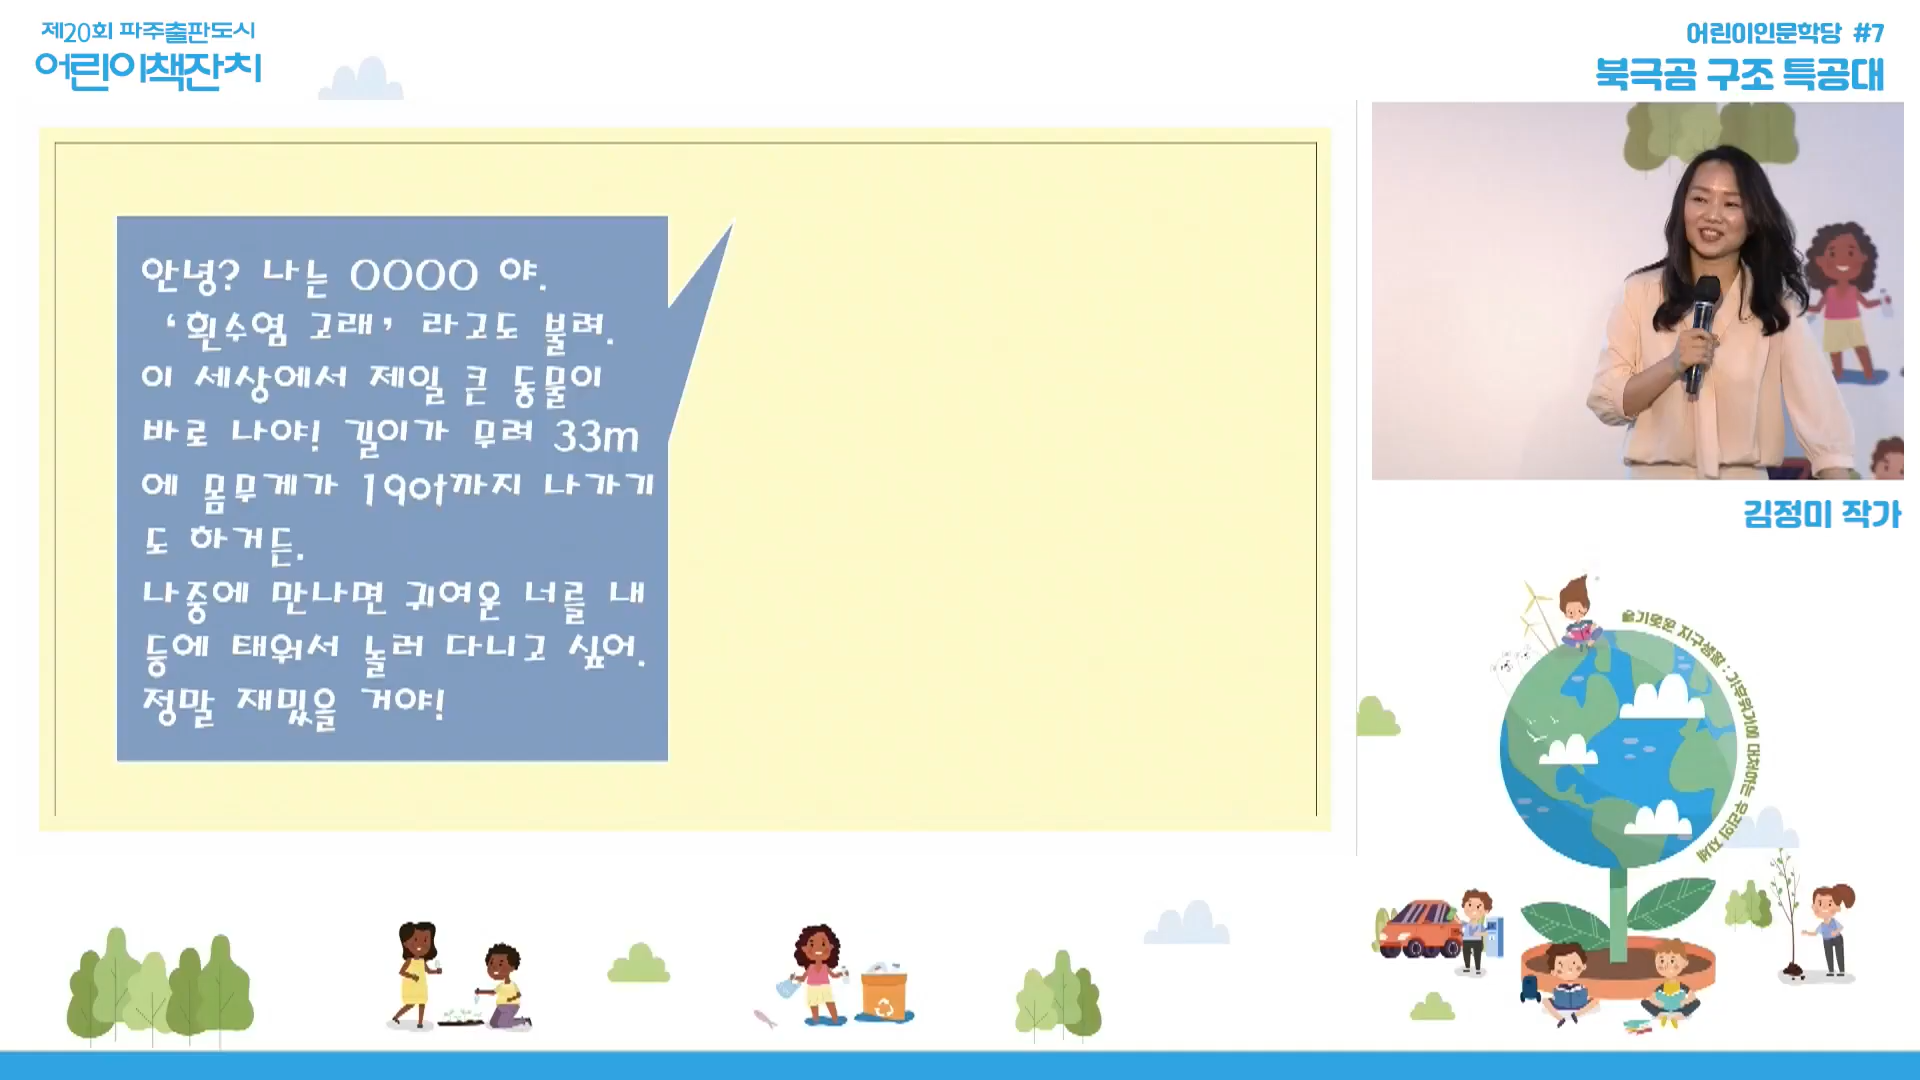 제20회 파주출판도시
어린이책잔치
어린이인문학당 #7
북극곰 구조 특공대
안녕? 나는 OOOO 야.
‘흰수염 고래’ 라고도 불려.
이 세상에서 제일 큰 동물이
바로 나야! 길이가 무려 33m
에 몸무게가 190t까지 나가기
도 하거든.
나중에 만나면 귀여운 너를 내
등에 태워서 놀러 다니고 싶어.
정말 재밌을 거야!
김정미 작가
슬기로운 지구생활 : 기후위기에 대처하는 우리의 자세